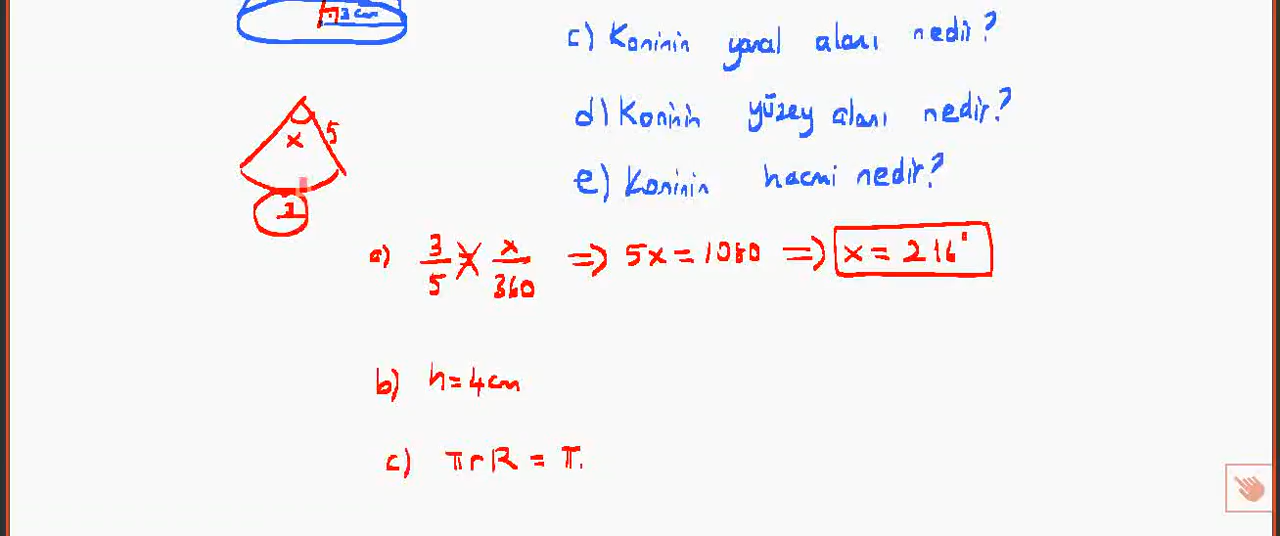 3 cm
c) Koninin yanal alanı nedir?
d) Koninin yüzey alanı nedir?
e) Koninin hacmi nedir?
x 5
3
a) 3/5 = x/360 => 5x = 1080 => x = 216°
b) h = 4 cm
c) πrR = π.